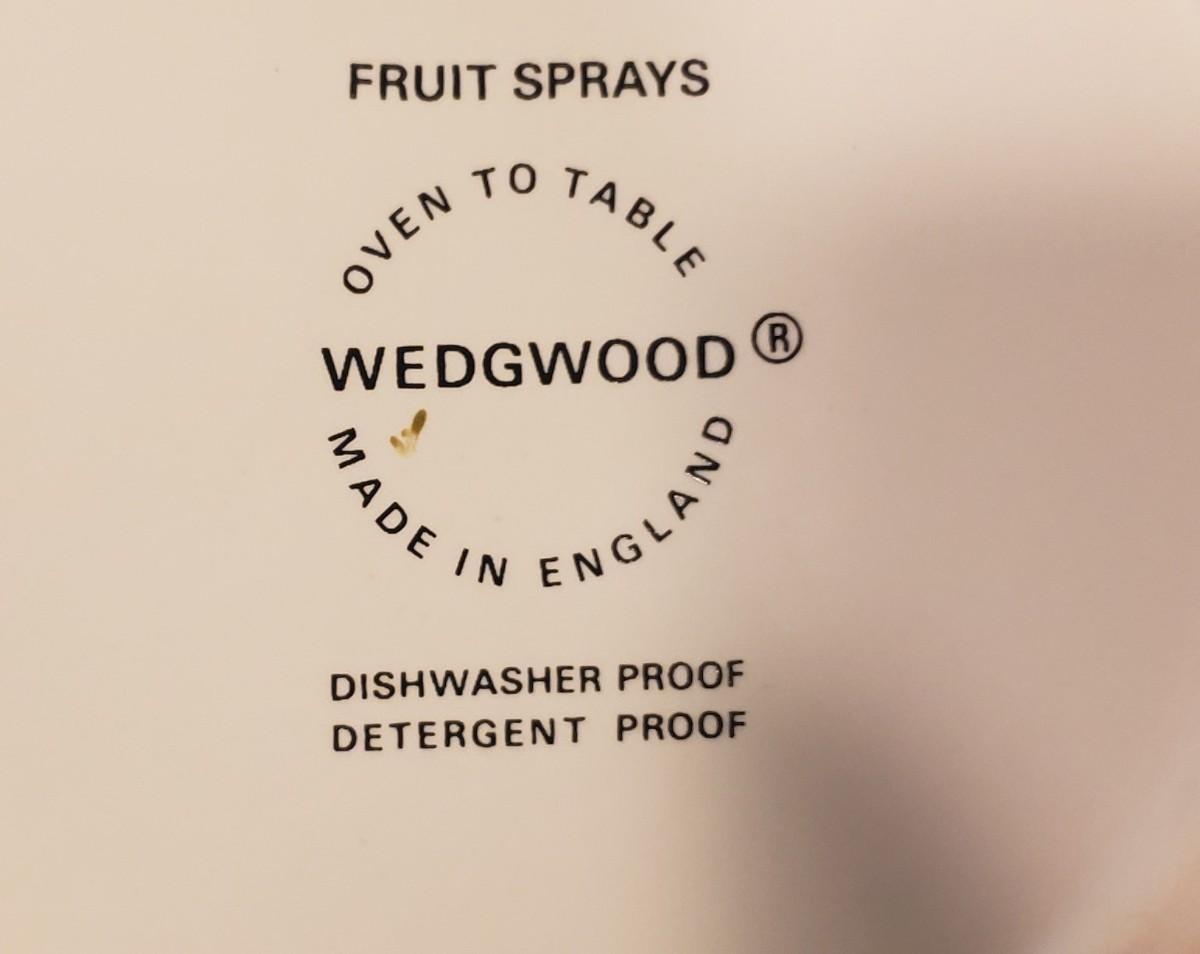 FRUIT SPRAYS
OVEN TO TABLE
WEDGWOOD®
MADE IN ENGLAND
DISHWASHER PROOF
DETERGENT PROOF